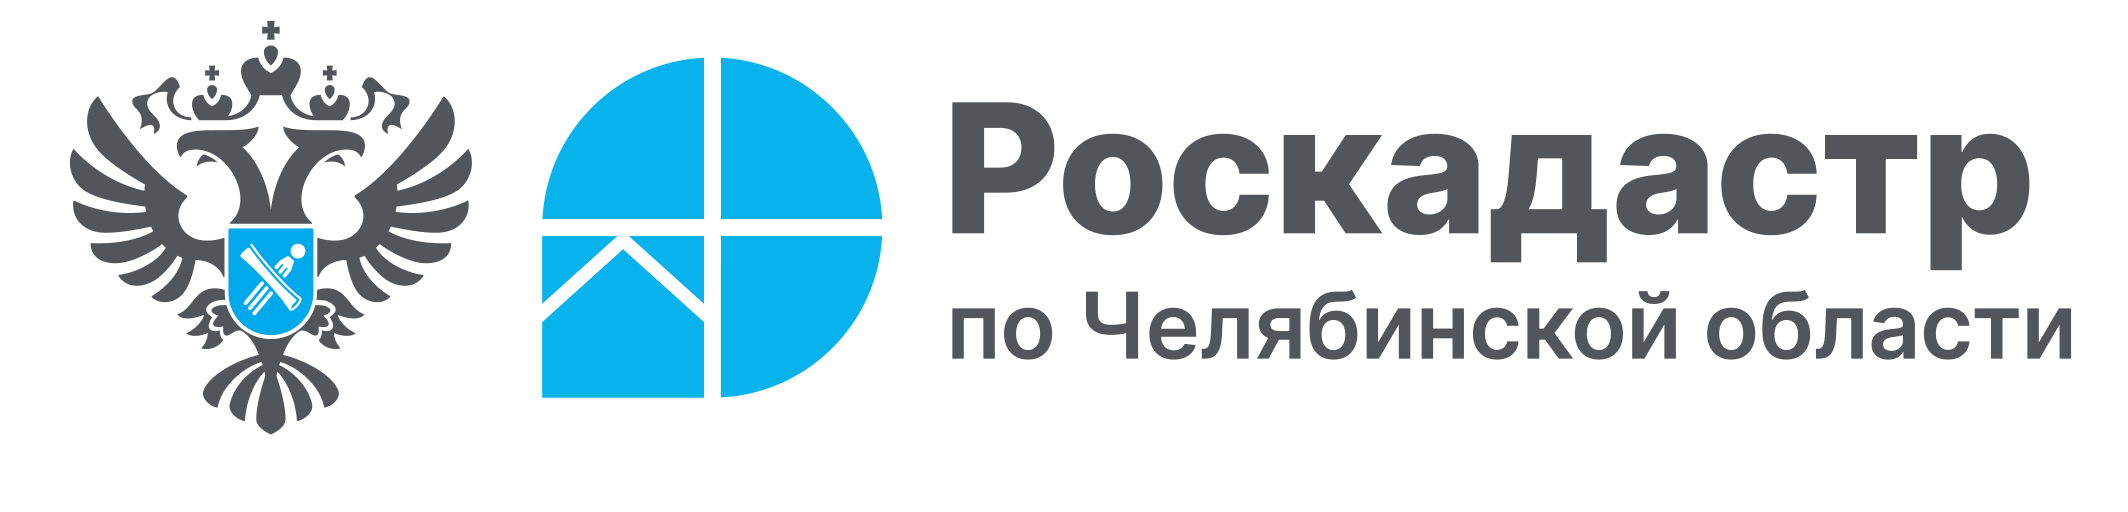 Роскадастр
по Челябинской области